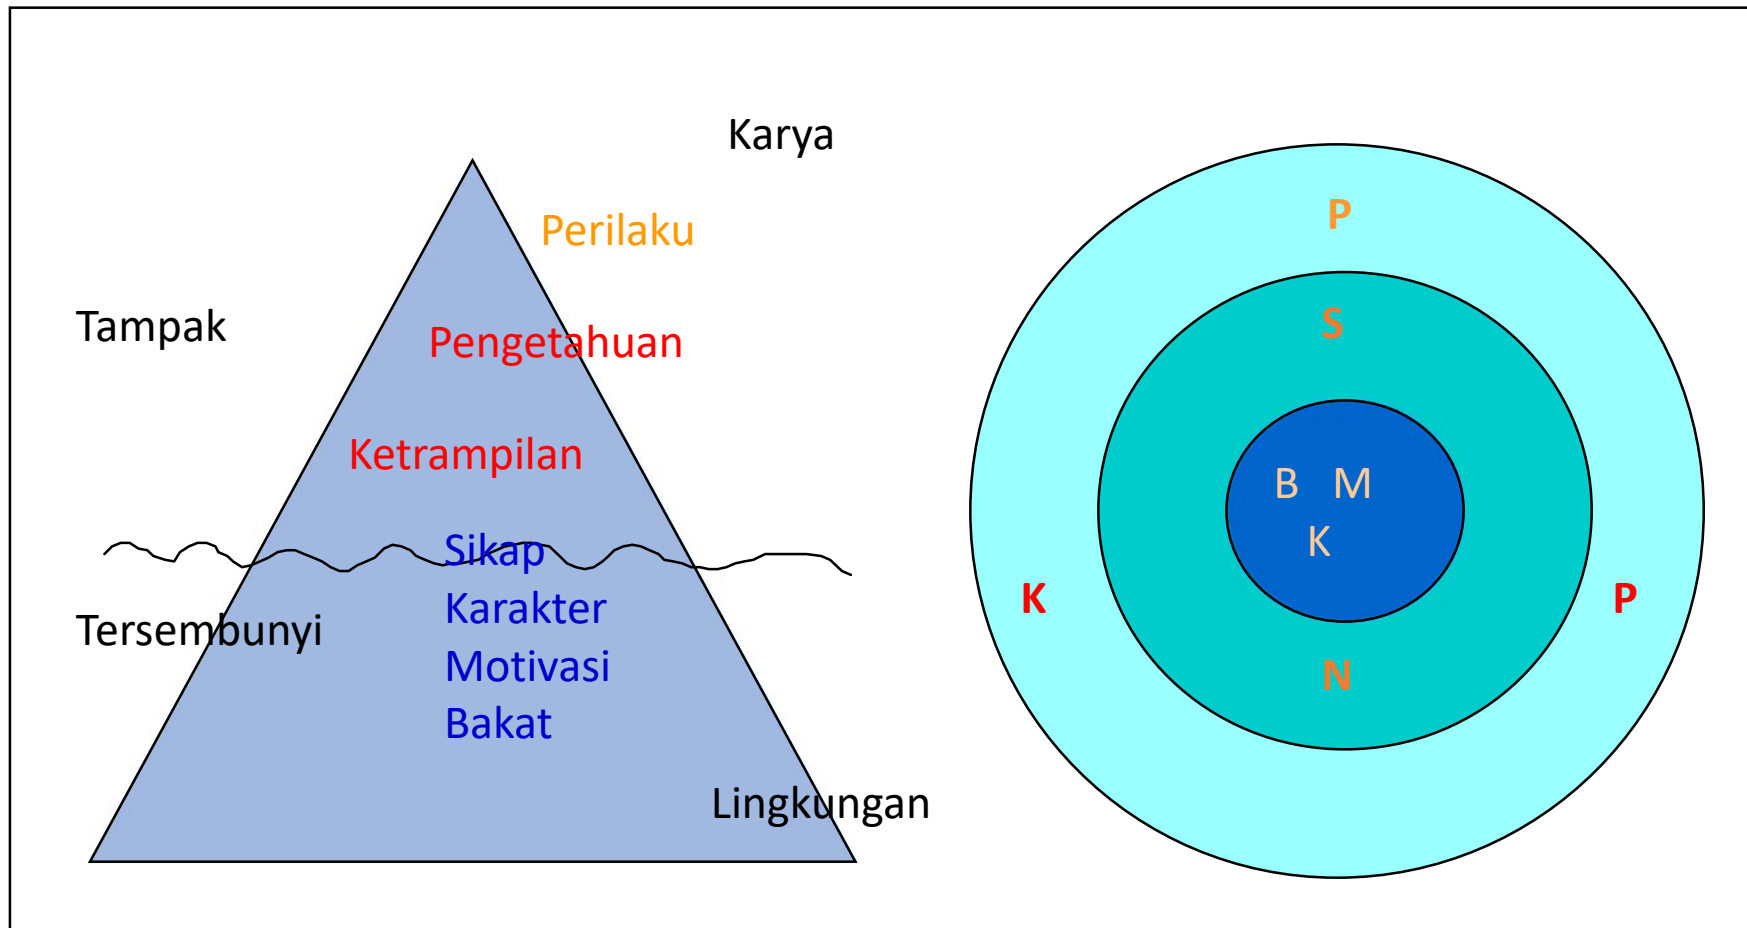 Karya
Perilaku
Tampak
Pengetahuan
Ketrampilan
Sikap
Karakter
Tersembunyi
Motivasi
Bakat
Lingkungan
P
S
B M
K
K
P
N